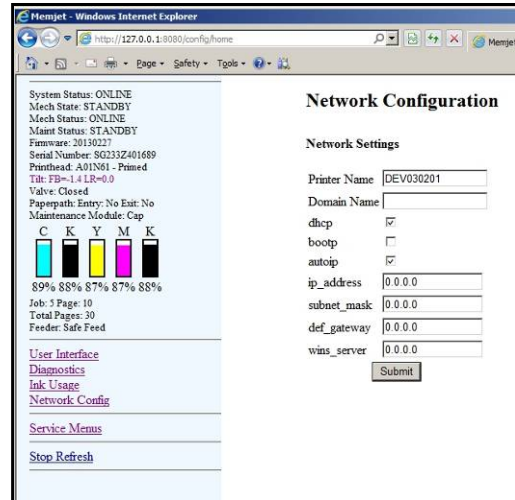 Memjet - Windows Internet Explorer
http://127.0.0.1:8080/config/home
Memjet
Page Safety Tools
System Status: ONLINE
Mech State: STANDBY
Mech Status: ONLINE
Maint Status: STANDBY
Firmware: 20130227
Serial Number: SG233Z401689
Printhead: A01N61 - Primed
Tilt: FB=-1.4 LR=0.0
Valve: Closed
Paperpath: Entry: No Exit: No
Maintenance Module: Cap
C K Y M K
89% 88% 87% 87% 88%
Job: 5 Page: 10
Total Pages: 30
Feeder: Safe Feed
User Interface
Diagnostics
Ink Usage
Network Config
Service Menus
Stop Refresh
Network Configuration
Network Settings
Printer Name DEV030201
Domain Name
dhcp
bootp
autoip
ip_address 0.0.0.0
subnet_mask 0.0.0.0
def_gateway 0.0.0.0
wins_server 0.0.0.0
Submit